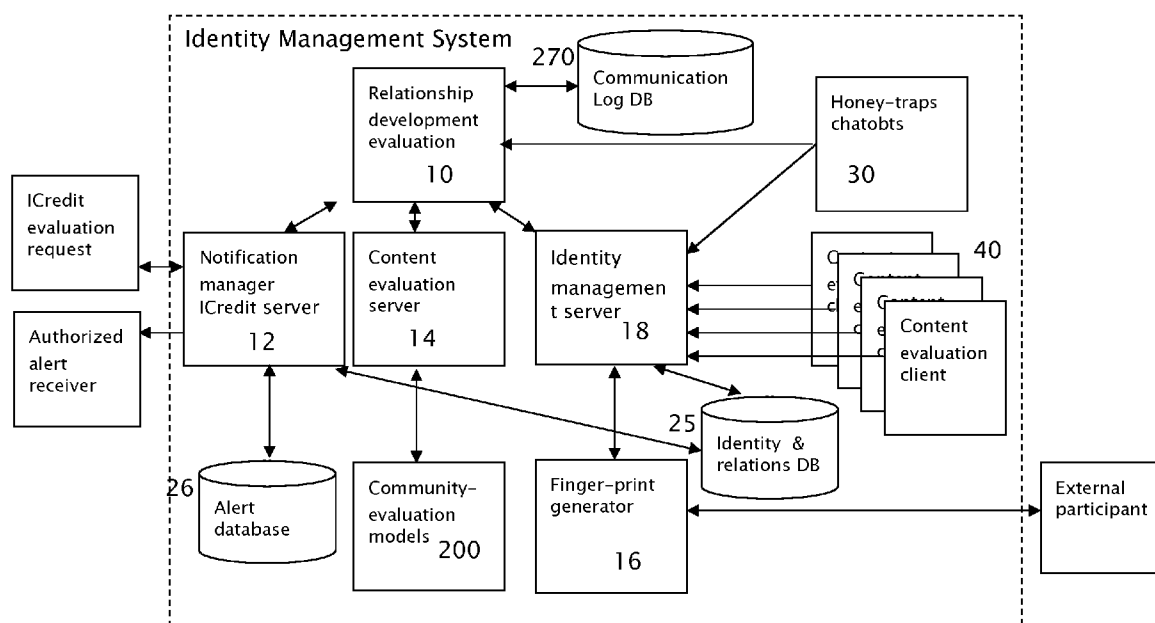 Identity Management System
270
Communication
Log DB
Relationship
development
evaluation
10
Honey-traps
chatobts
30
ICredit
evaluation
request
Notification
manager
ICredit server
12
Content
evaluation
server
14
Identity
managemen
t server
18
40
Content
Content
evaluation
client
Authorized
alert
receiver
25
Identity &
relations DB
26
Alert
database
Community-
evaluation
models
200
Finger-print
generator
16
External
participant